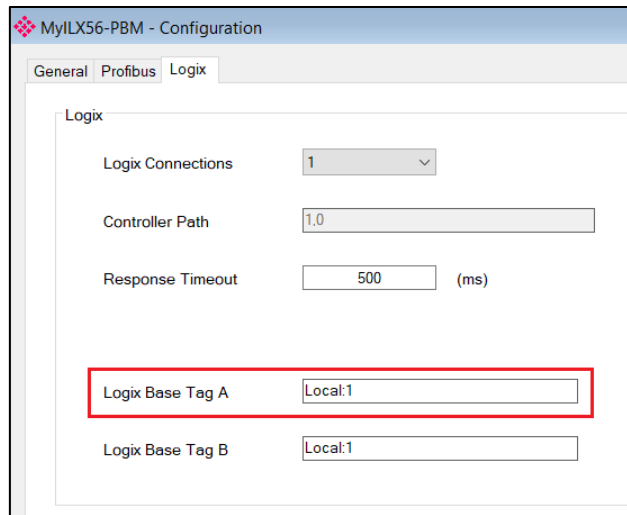 MyILX56-PBM - Configuration
General Profibus Logix
Logix
Logix Connections 1
Controller Path 1,0
Response Timeout 500 (ms)
Logix Base Tag A Local:1
Logix Base Tag B Local:1